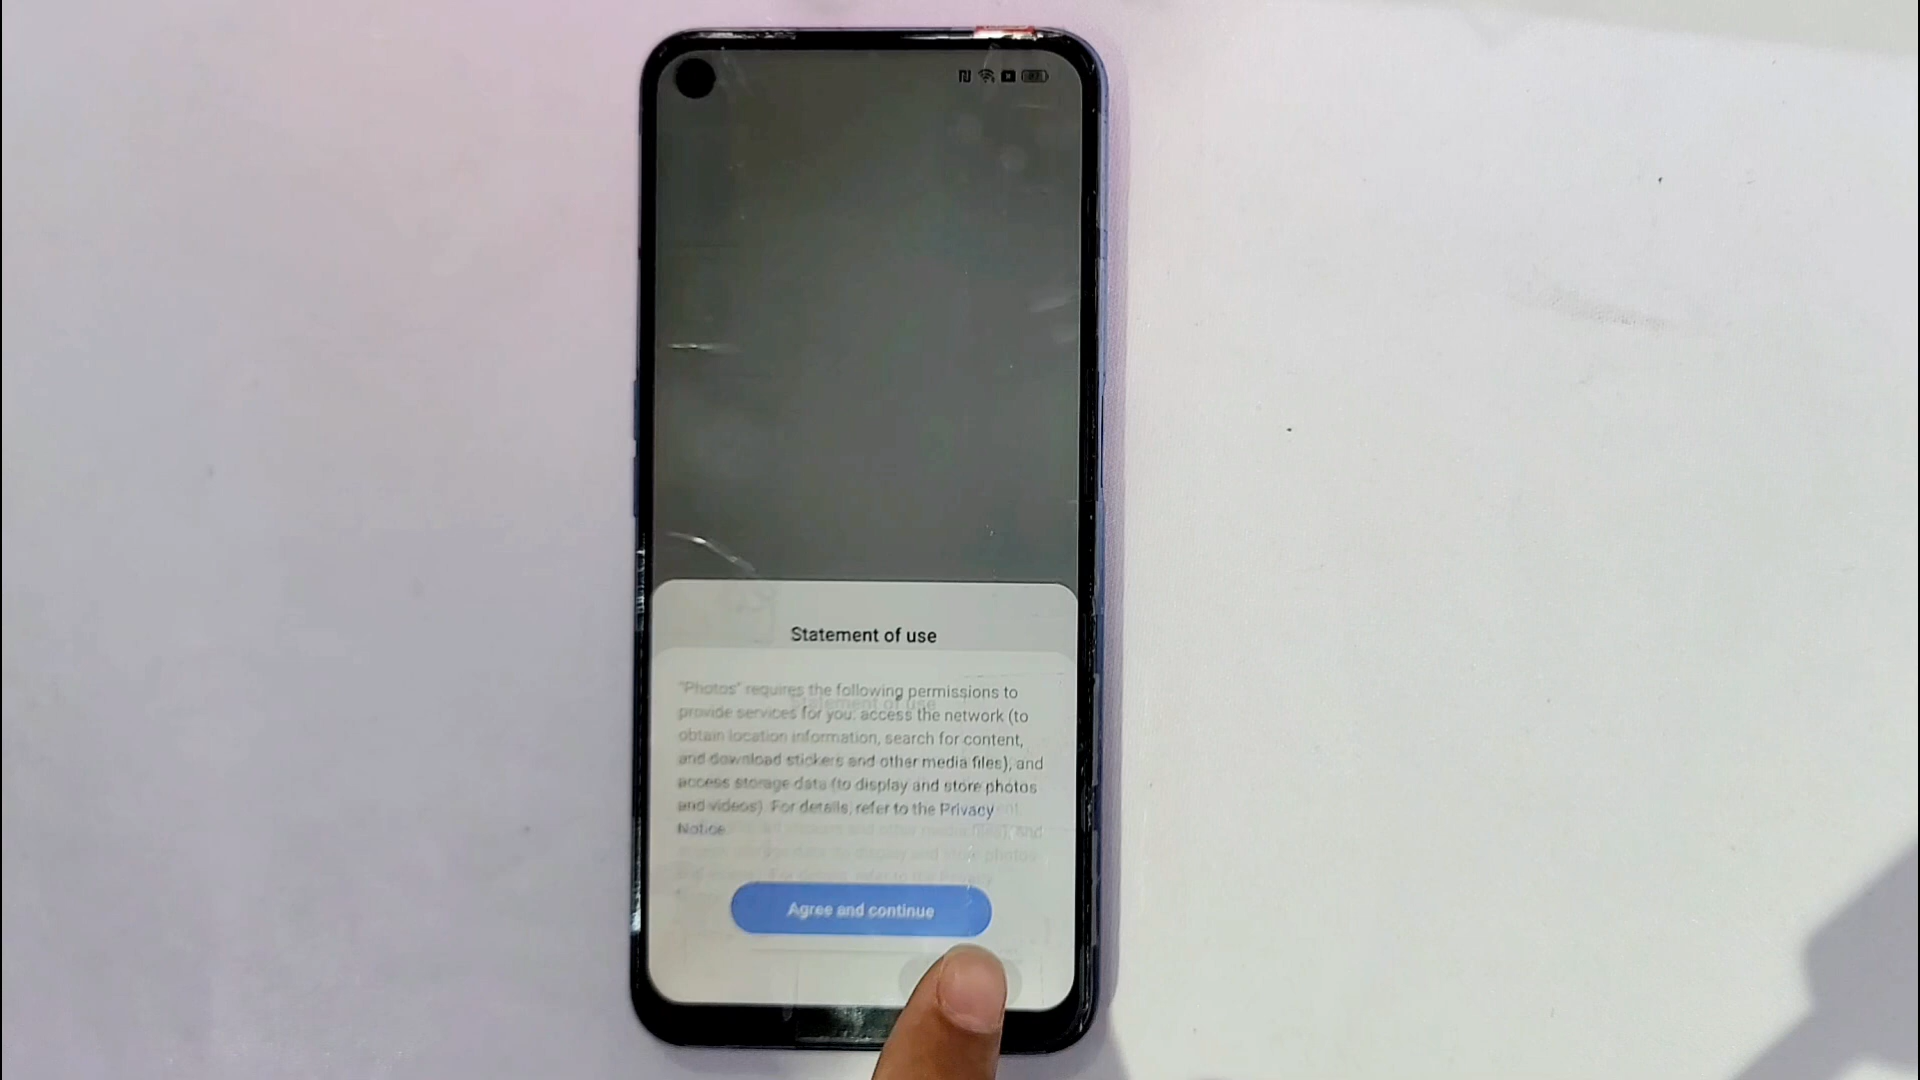 Statement of use
"Photos" requires the following permissions to
provide services for you: access the network (to
obtain location information, search for content,
and download stickers and other media files), and
access storage data (to display and store photos
and videos). For details, refer to the Privacy
Notice.
Agree and continue